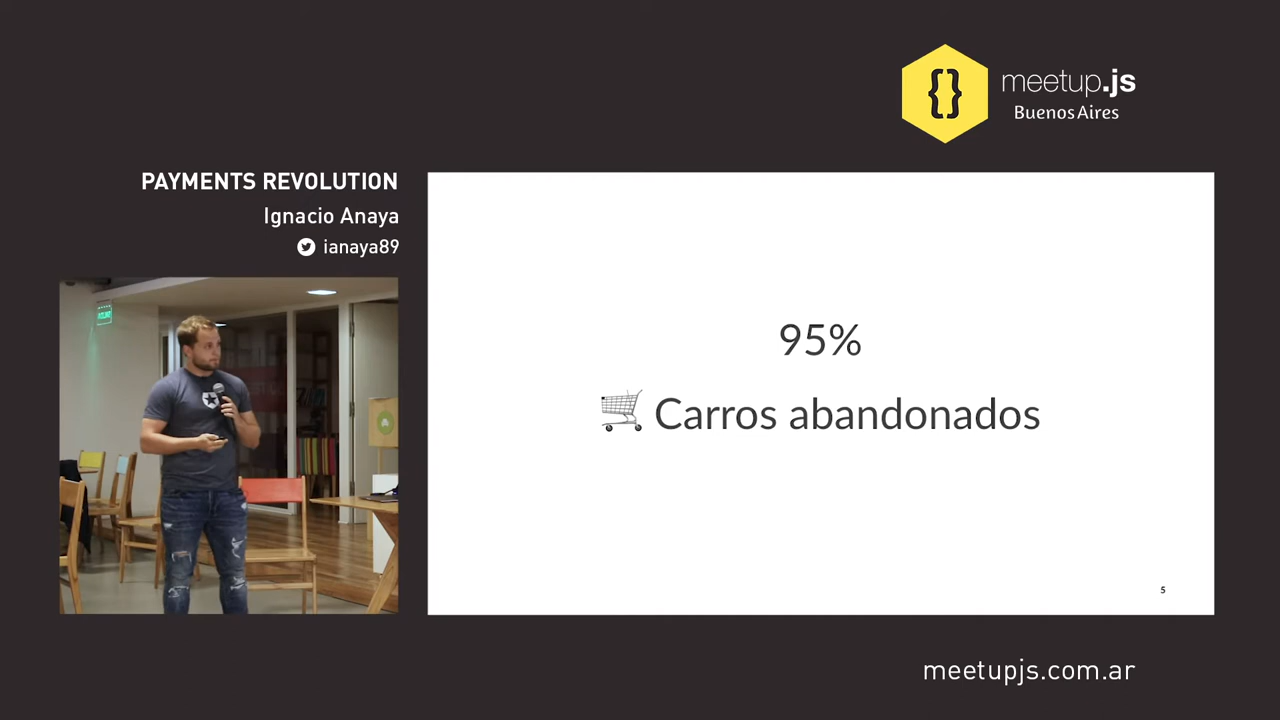 meetup.js
Buenos Aires
PAYMENTS REVOLUTION
Ignacio Anaya
ianaya89
95%
Carros abandonados
5
meetupjs.com.ar